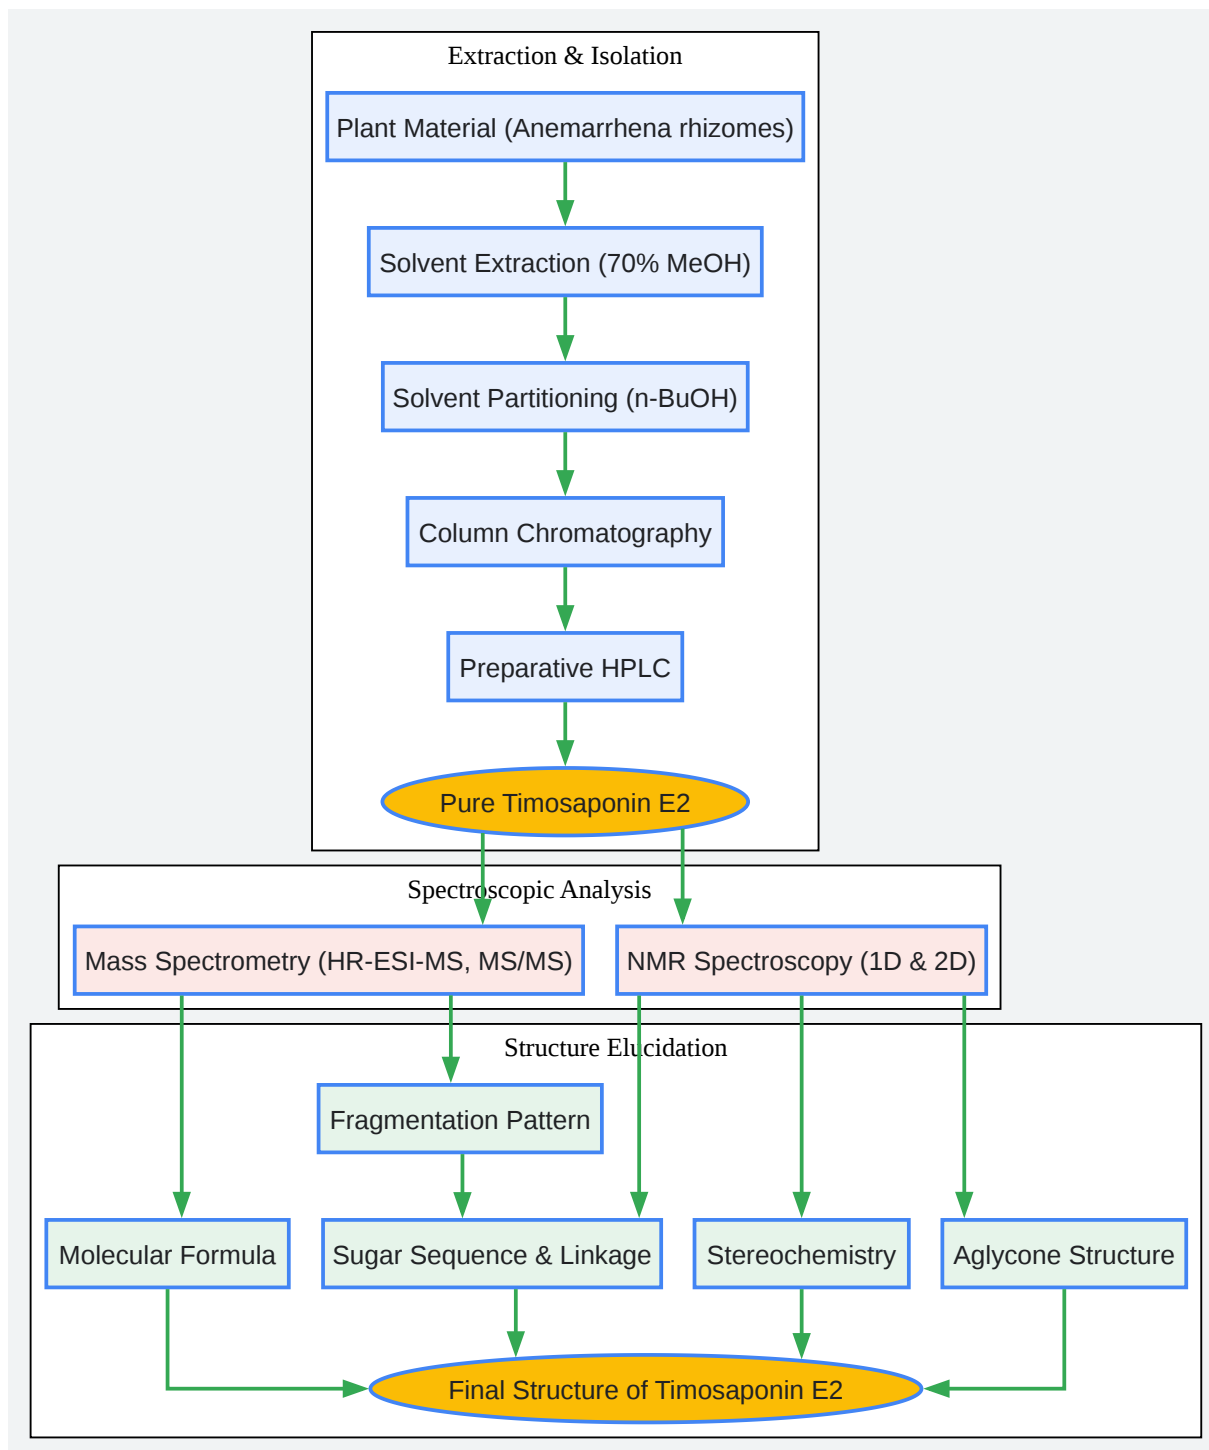 Extraction & Isolation
Plant Material (Anemarrhena rhizomes)
Solvent Extraction (70% MeOH)
Solvent Partitioning (n-BuOH)
Column Chromatography
Preparative HPLC
Pure Timosaponin E2
Spectroscopic Analysis
Mass Spectrometry (HR-ESI-MS, MS/MS)
NMR Spectroscopy (1D & 2D)
Structure Elucidation
Fragmentation Pattern
Molecular Formula
Sugar Sequence & Linkage
Stereochemistry
Aglycone Structure
Final Structure of Timosaponin E2